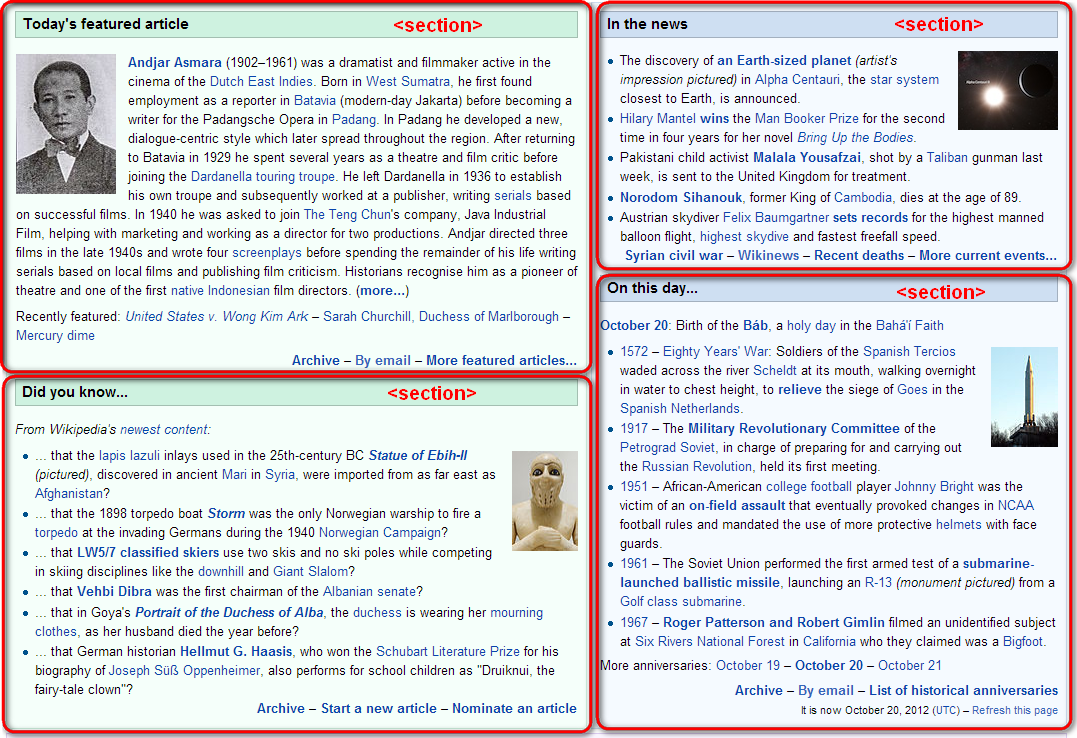 Today's featured article <section>
Andjar Asmara (1902–1961) was a dramatist and filmmaker active in the
cinema of the Dutch East Indies. Born in West Sumatra, he first found
employment as a reporter in Batavia (modern-day Jakarta) before becoming a
writer for the Padangsche Opera in Padang. In Padang he developed a new,
dialogue-centric style which later spread throughout the region. After returning
to Batavia in 1929 he spent several years as a theatre and film critic before
joining the Dardanella touring troupe. He left Dardanella in 1936 to establish
his own troupe and subsequently worked at a publisher, writing serials based
on successful films. In 1940 he was asked to join The Teng Chun's company, Java Industrial
Film, helping with marketing and working as a director for two productions. Andjar directed three
films in the late 1940s and wrote four screenplays before spending the remainder of his life writing
serials based on local films and publishing film criticism. Historians recognise him as a pioneer of
theatre and one of the first native Indonesian film directors. (more...)
Recently featured: United States v. Wong Kim Ark – Sarah Churchill, Duchess of Marlborough –
Mercury dime
Archive – By email – More featured articles...
Did you know... <section>
From Wikipedia's newest content:
... that the lapis lazuli inlays used in the 25th-century BC Statue of Ebih-Il
(pictured), discovered in ancient Mari in Syria, were imported from as far east as
Afghanistan?
... that the 1898 torpedo boat Storm was the only Norwegian warship to fire a
torpedo at the invading Germans during the 1940 Norwegian Campaign?
... that LW5/7 classified skiers use two skis and no ski poles while competing
in skiing disciplines like the downhill and Giant Slalom?
... that Vehbi Dibra was the first chairman of the Albanian senate?
... that in Goya's Portrait of the Duchess of Alba, the duchess is wearing her mourning
clothes, as her husband died the year before?
... that German historian Hellmut G. Haasis, who won the Schubart Literature Prize for his
biography of Joseph Süß Oppenheimer, also performs for school children as "Druiknui, the
fairy-tale clown"?
Archive – Start a new article – Nominate an article
In the news <section>
The discovery of an Earth-sized planet (artist's
impression pictured) in Alpha Centauri, the star system
closest to Earth, is announced.
Hilary Mantel wins the Man Booker Prize for the second
time in four years for her novel Bring Up the Bodies.
Pakistani child activist Malala Yousafzai, shot by a Taliban gunman last
week, is sent to the United Kingdom for treatment.
Norodom Sihanouk, former King of Cambodia, dies at the age of 89.
Austrian skydiver Felix Baumgartner sets records for the highest manned
balloon flight, highest skydive and fastest freefall speed.
Syrian civil war – Wikinews – Recent deaths – More current events...
On this day... <section>
October 20: Birth of the Báb, a holy day in the Bahá'í Faith
1572 – Eighty Years' War: Soldiers of the Spanish Tercios
waded across the river Scheldt at its mouth, walking overnight
in water to chest height, to relieve the siege of Goes in the
Spanish Netherlands.
1917 – The Military Revolutionary Committee of the
Petrograd Soviet, in charge of preparing for and carrying out
the Russian Revolution, held its first meeting.
1951 – African-American college football player Johnny Bright was the
victim of an on-field assault that eventually provoked changes in NCAA
football rules and mandated the use of more protective helmets with face
guards.
1961 – The Soviet Union performed the first armed test of a submarine-
launched ballistic missile, launching an R-13 (monument pictured) from a
Golf class submarine.
1967 – Roger Patterson and Robert Gimlin filmed an unidentified subject
at Six Rivers National Forest in California who they claimed was a Bigfoot.
More anniversaries: October 19 – October 20 – October 21
Archive – By email – List of historical anniversaries
It is now October 20, 2012 (UTC) – Refresh this page